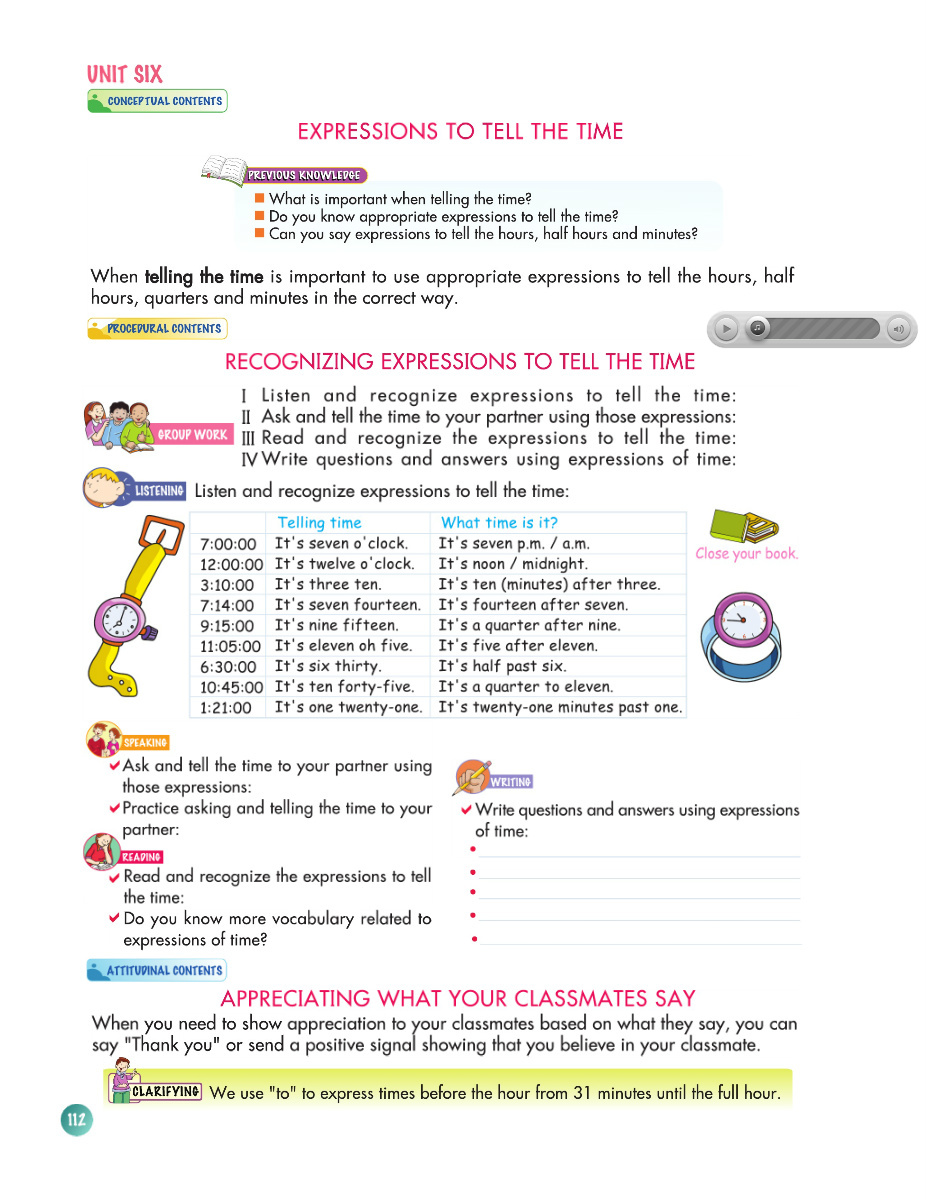 UNIT SIX
CONCEPTUAL CONTENTS
EXPRESSIONS TO TELL THE TIME
PREVIOUS KNOWLEDGE
What is important when telling the time?
Do you know appropriate expressions to tell the time?
Can you say expressions to tell the hours, half hours and minutes?
When telling the time is important to use appropriate expressions to tell the hours, half
hours, quarters and minutes in the correct way.
PROCEDURAL CONTENTS
RECOGNIZING EXPRESSIONS TO TELL THE TIME
I Listen and recognize expressions to tell the time:
II Ask and tell the time to your partner using those expressions:
III Read and recognize the expressions to tell the time:
IV Write questions and answers using expressions of time:
GROUP WORK
LISTENING Listen and recognize expressions to tell the time:
Telling time What time is it?
7:00:00 It's seven o'clock. It's seven p.m. / a.m.
12:00:00 It's twelve o'clock. It's noon / midnight.
3:10:00 It's three ten. It's ten (minutes) after three.
7:14:00 It's seven fourteen. It's fourteen after seven.
9:15:00 It's nine fifteen. It's a quarter after nine.
11:05:00 It's eleven oh five. It's five after eleven.
6:30:00 It's six thirty. It's half past six.
10:45:00 It's ten forty-five. It's a quarter to eleven.
1:21:00 It's one twenty-one. It's twenty-one minutes past one.
Close your book.
SPEAKING
Ask and tell the time to your partner using
those expressions:
Practice asking and telling the time to your
partner:
READING
Read and recognize the expressions to tell
the time:
Do you know more vocabulary related to
expressions of time?
WRITING
Write questions and answers using expressions
of time:
ATTITUDINAL CONTENTS
APPRECIATING WHAT YOUR CLASSMATES SAY
When you need to show appreciation to your classmates based on what they say, you can
say "Thank you" or send a positive signal showing that you believe in your classmate.
CLARIFYING We use "to" to express times before the hour from 31 minutes until the full hour.
112